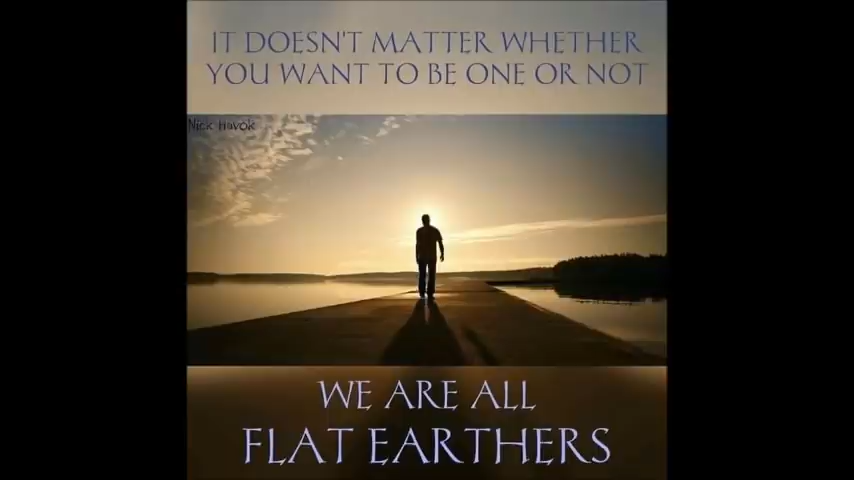 IT DOESN'T MATTER WHETHER
YOU WANT TO BE ONE OR NOT
Nick Havok
WE ARE ALL
FLAT EARTHERS